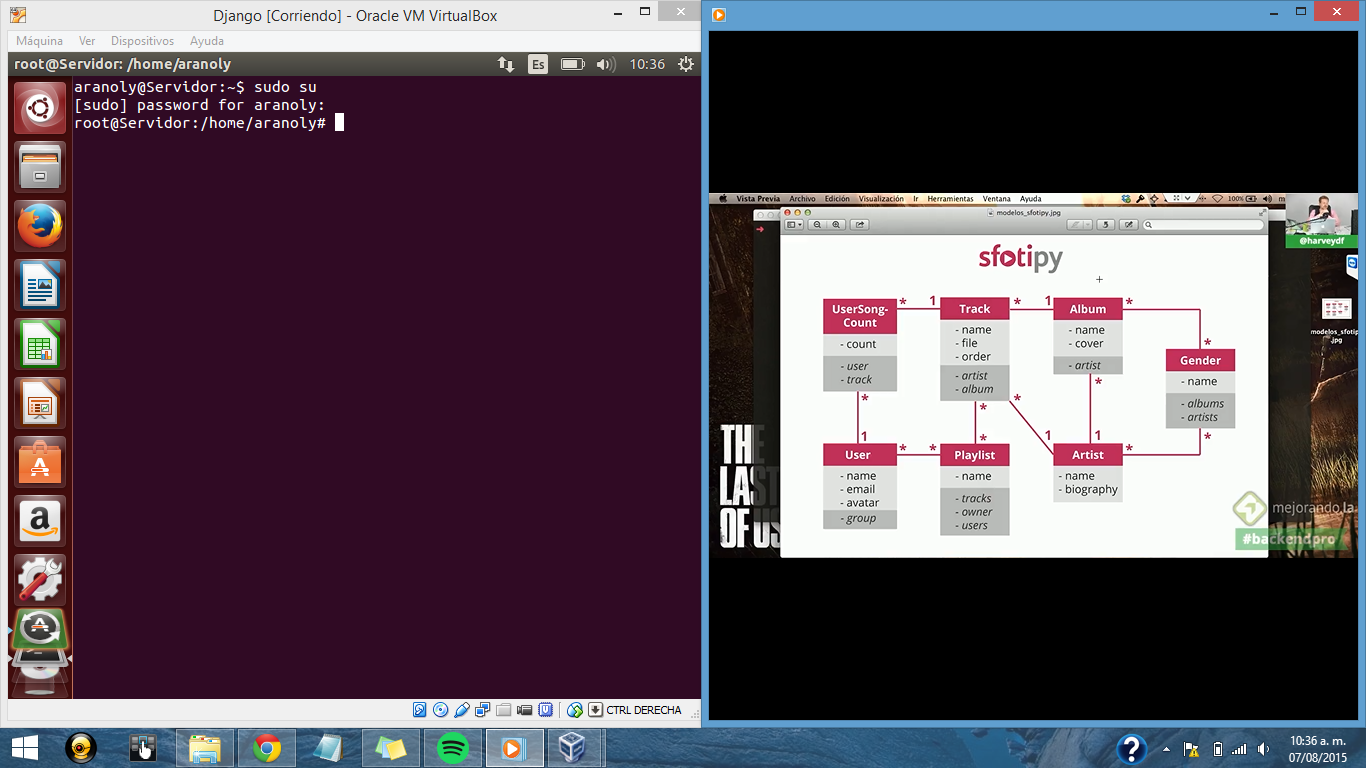 Django [Corriendo] - Oracle VM VirtualBox
Máquina Ver Dispositivos Ayuda
root@Servidor: /home/aranoly
Es
10:36
aranoly@Servidor:~$ sudo su
[sudo] password for aranoly:
root@Servidor:/home/aranoly#
CTRL DERECHA
Vista Previa Archivo Edición Visualización Ir Herramientas Ventana Ayuda
100%
modelos_sfotipy.jpg
@harveydf
sfotipy
UserSong-
Count
- count
- user
- track
* 1
Track
- name
- file
- order
- artist
- album
* 1
Album
- name
- cover
- artist
*
*
Gender
- name
- albums
- artists
*
*
1
User
- name
- email
- avatar
- group
* *
*
*
Playlist
- name
- tracks
- owner
- users
*
1
*
1
Artist
- name
- biography
*
modelos_sfotip
.jpg
THE
LAST
OF US
mejorando.la
#backendpro
10:36 a. m.
07/08/2015